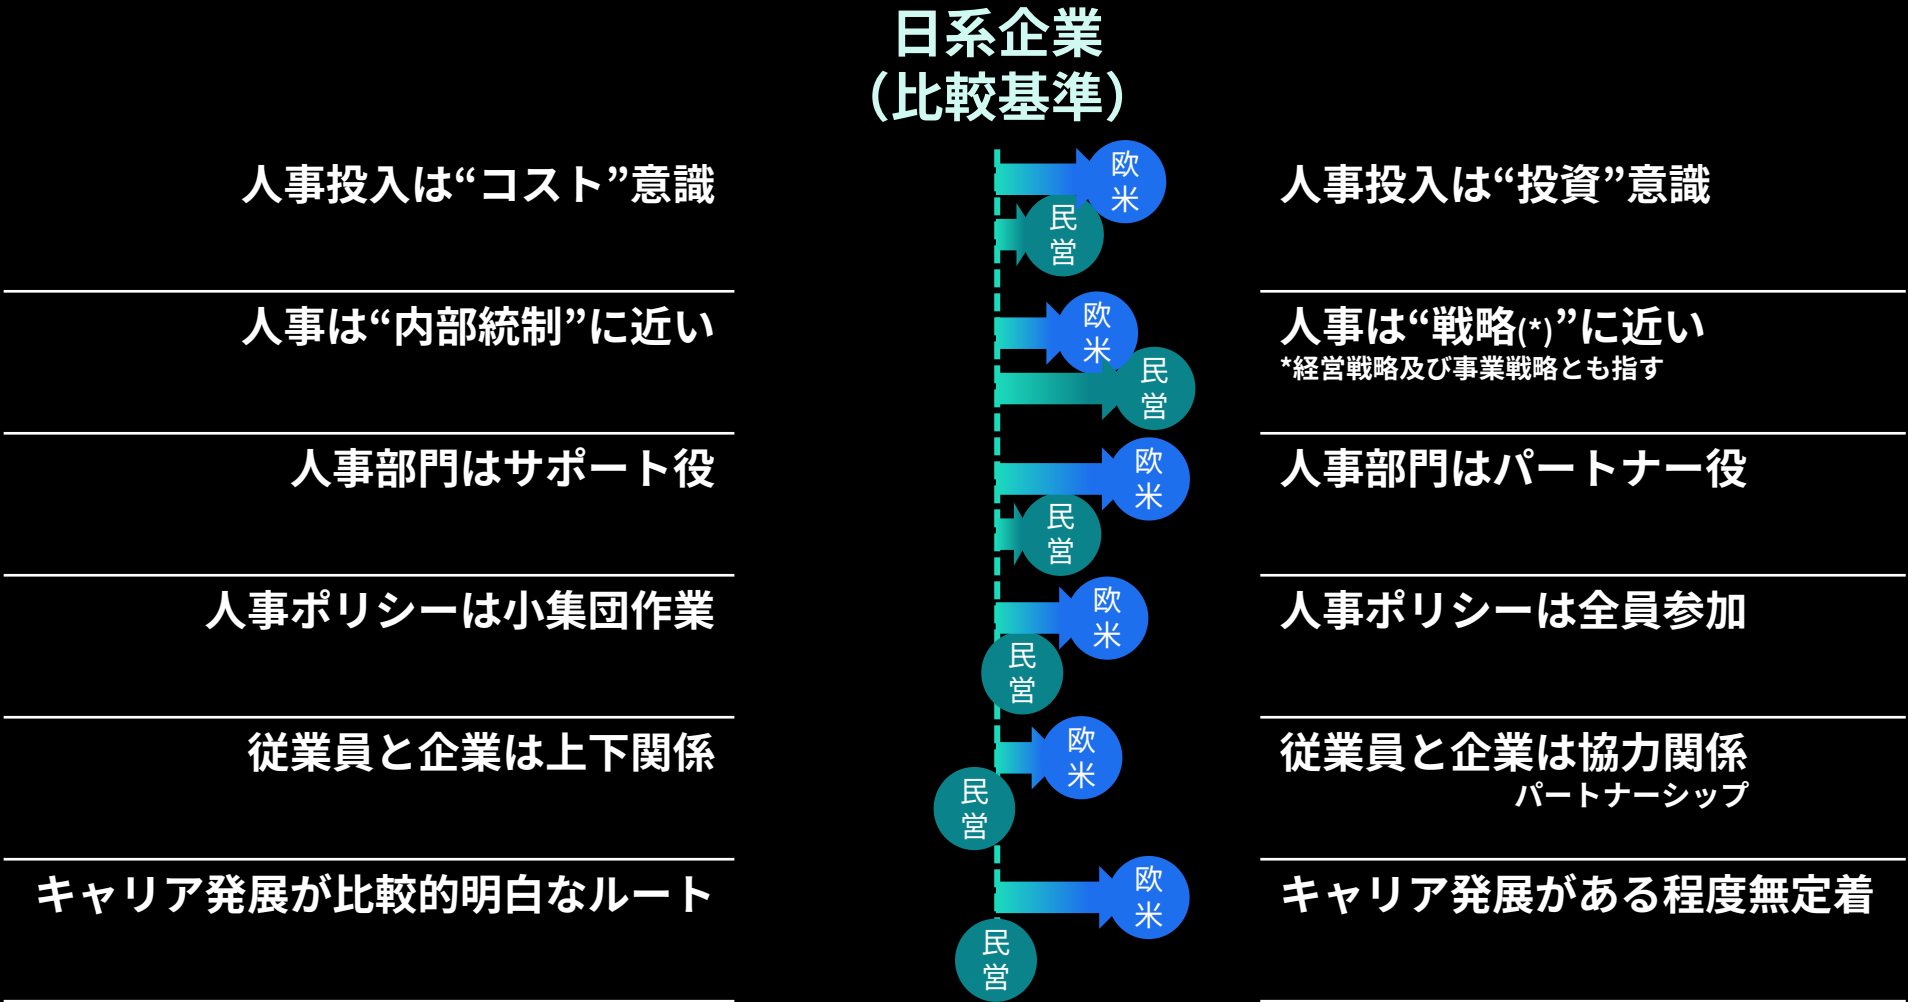 日系企業
（比較基準）
人事投入は“コスト”意識
欧米
民営
人事投入は“投資”意識
人事は“内部統制”に近い
欧米
民営
人事は“戦略(*)”に近い
*経営戦略及び事業戦略とも指す
人事部門はサポート役
欧米
民営
人事部門はパートナー役
人事ポリシーは小集団作業
欧米
民営
人事ポリシーは全員参加
従業員と企業は上下関係
欧米
民営
従業員と企業は協力関係
パートナーシップ
キャリア発展が比較的明白なルート
欧米
民営
キャリア発展がある程度無定着